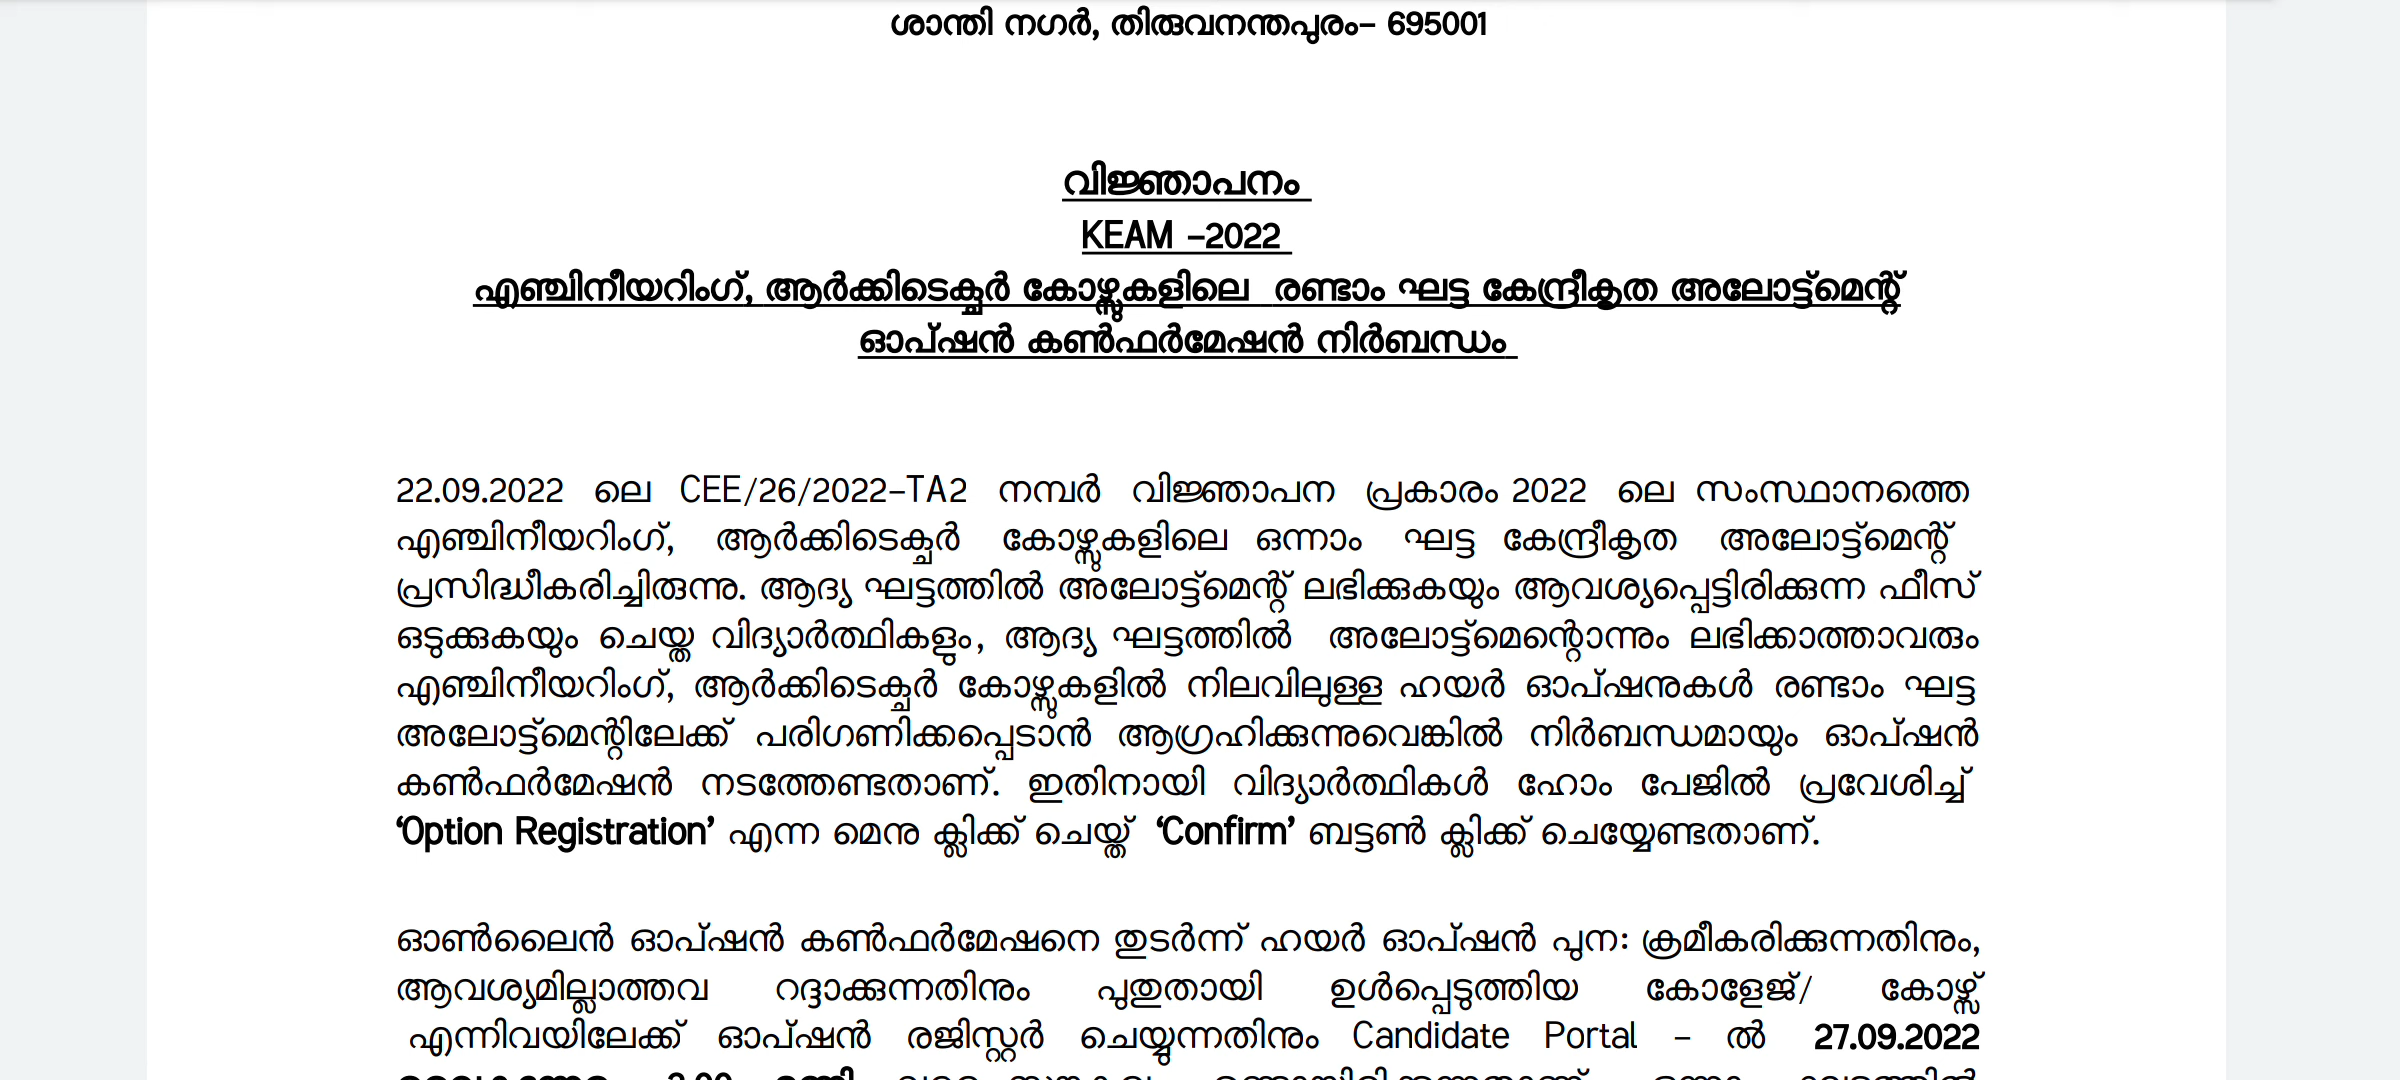 ശാന്തി നഗർ, തിരുവനന്തപുരം– 695001
വിജ്ഞാപനം
KEAM –2022
എഞ്ചിനീയറിംഗ്, ആർക്കിടെക്ചർ കോഴ്സുകളിലെ രണ്ടാം ഘട്ട കേന്ദ്രീകൃത അലോട്ട്മെന്റ്
ഓപ്ഷൻ കൺഫർമേഷൻ നിർബന്ധം
22.09.2022 ലെ CEE/26/2022–TA2 നമ്പർ വിജ്ഞാപന പ്രകാരം 2022 ലെ സംസ്ഥാനത്തെ
എഞ്ചിനീയറിംഗ്, ആർക്കിടെക്ചർ കോഴ്സുകളിലെ ഒന്നാം ഘട്ട കേന്ദ്രീകൃത അലോട്ട്മെന്റ്
പ്രസിദ്ധീകരിച്ചിരുന്നു. ആദ്യ ഘട്ടത്തിൽ അലോട്ട്മെന്റ് ലഭിക്കുകയും ആവശ്യപ്പെട്ടിരിക്കുന്ന ഫീസ്
ഒടുക്കുകയും ചെയ്ത വിദ്യാർത്ഥികളും, ആദ്യ ഘട്ടത്തിൽ അലോട്ട്മെന്റൊന്നും ലഭിക്കാത്താവരും
എഞ്ചിനീയറിംഗ്, ആർക്കിടെക്ചർ കോഴ്സുകളിൽ നിലവിലുള്ള ഹയർ ഓപ്ഷനുകൾ രണ്ടാം ഘട്ട
അലോട്ട്മെന്റിലേക്ക് പരിഗണിക്കപ്പെടാൻ ആഗ്രഹിക്കുന്നുവെങ്കിൽ നിർബന്ധമായും ഓപ്ഷൻ
കൺഫർമേഷൻ നടത്തേണ്ടതാണ്. ഇതിനായി വിദ്യാർത്ഥികൾ ഹോം പേജിൽ പ്രവേശിച്ച്
‘Option Registration’ എന്ന മെനു ക്ലിക്ക് ചെയ്ത് ‘Confirm’ ബട്ടൺ ക്ലിക്ക് ചെയ്യേണ്ടതാണ്.
ഓൺലൈൻ ഓപ്ഷൻ കൺഫർമേഷനെ തുടർന്ന് ഹയർ ഓപ്ഷൻ പുന: ക്രമീകരിക്കുന്നതിനും,
ആവശ്യമില്ലാത്തവ റദ്ദാക്കുന്നതിനും പുതുതായി ഉൾപ്പെടുത്തിയ കോളേജ്/ കോഴ്സ്
എന്നിവയിലേക്ക് ഓപ്ഷൻ രജിസ്റ്റർ ചെയ്യുന്നതിനും Candidate Portal – ൽ 27.09.2022